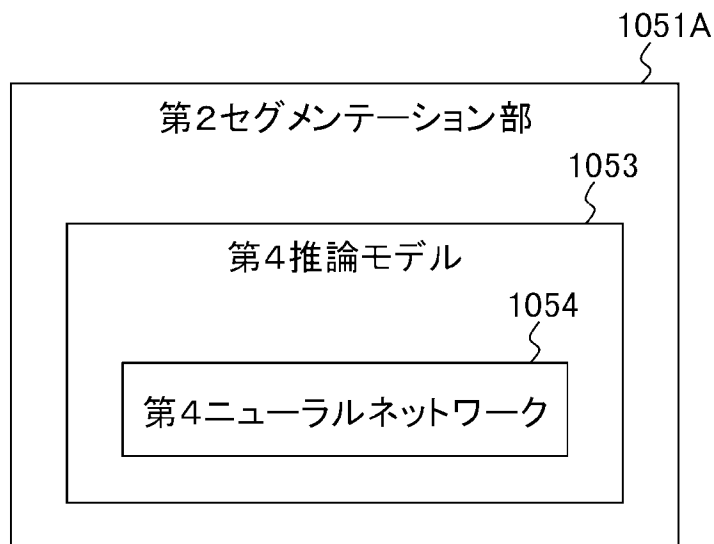 1051A
第2セグメンテーション部
1053
第4推論モデル
1054
第4ニューラルネットワーク